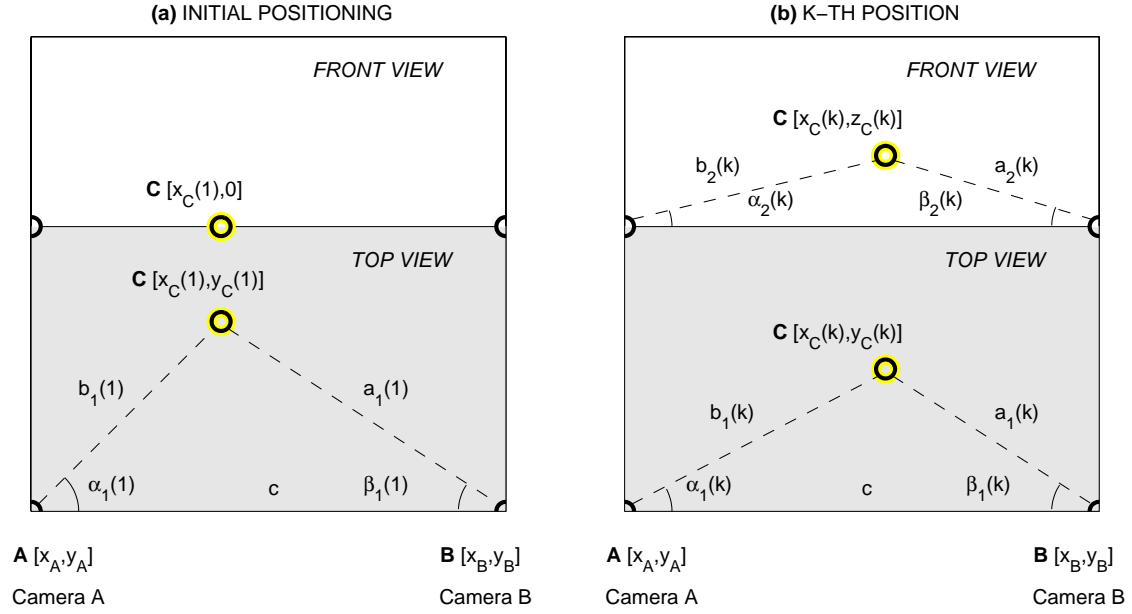 (a) INITIAL POSITIONING
FRONT VIEW
C [x_C(1),0]
TOP VIEW
C [x_C(1),y_C(1)]
b_1(1)
a_1(1)
α_1(1)
c
β_1(1)
A [x_A,y_A]
B [x_B,y_B]
Camera A
Camera B
(b) K−TH POSITION
FRONT VIEW
C [x_C(k),z_C(k)]
b_2(k)
a_2(k)
α_2(k)
β_2(k)
TOP VIEW
C [x_C(k),y_C(k)]
b_1(k)
a_1(k)
α_1(k)
c
β_1(k)
A [x_A,y_A]
B [x_B,y_B]
Camera A
Camera B